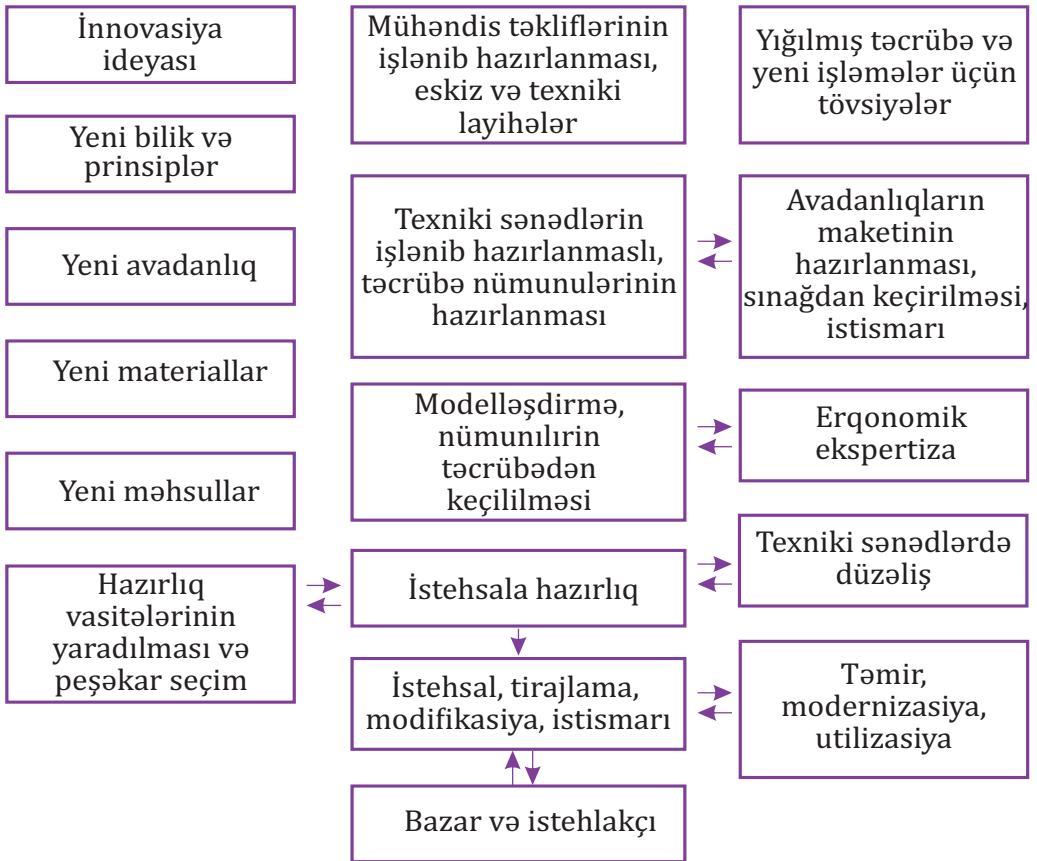 İnnovasiya
ideyası
Yeni bilik və
prinsiplər
Yeni avadanlıq
Yeni materiallar
Yeni məhsullar
Hazırlıq
vasitələrinin
yaradılması və
peşəkar seçim
Mühəndis təkliflərinin
işlənib hazırlanması,
eskiz və texniki
layihələr
Texniki sənədlərin
işlənib hazırlanmaslı,
təcrübə nümunulərinin
hazırlanması
Modelləşdirmə,
nümunılırin
təcrübədən
keçililməsi
İstehsala hazırlıq
İstehsal, tirajlama,
modifikasiya, istismarı
Bazar və istehlakçı
Yığılmış təcrübə və
yeni işləmələr üçün
tövsiyələr
Avadanlıqların
maketinin
hazırlanması,
sınağdan keçirilməsi,
istismarı
Erqonomik
ekspertiza
Texniki sənədlərdə
düzəliş
Təmir,
modernizasiya,
utilizasiya